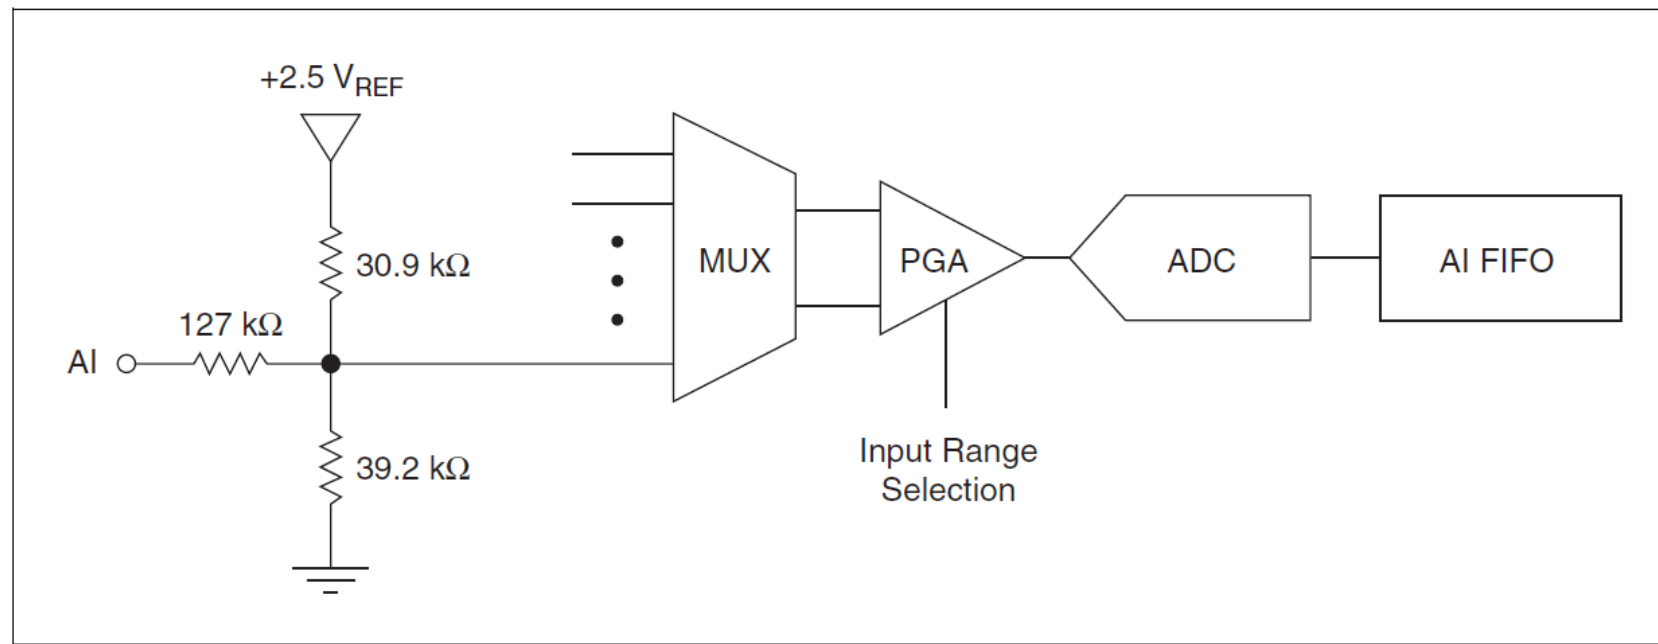 +2.5 VREF
30.9 kΩ
127 kΩ
AI
39.2 kΩ
MUX
PGA
ADC
AI FIFO
Input Range
Selection